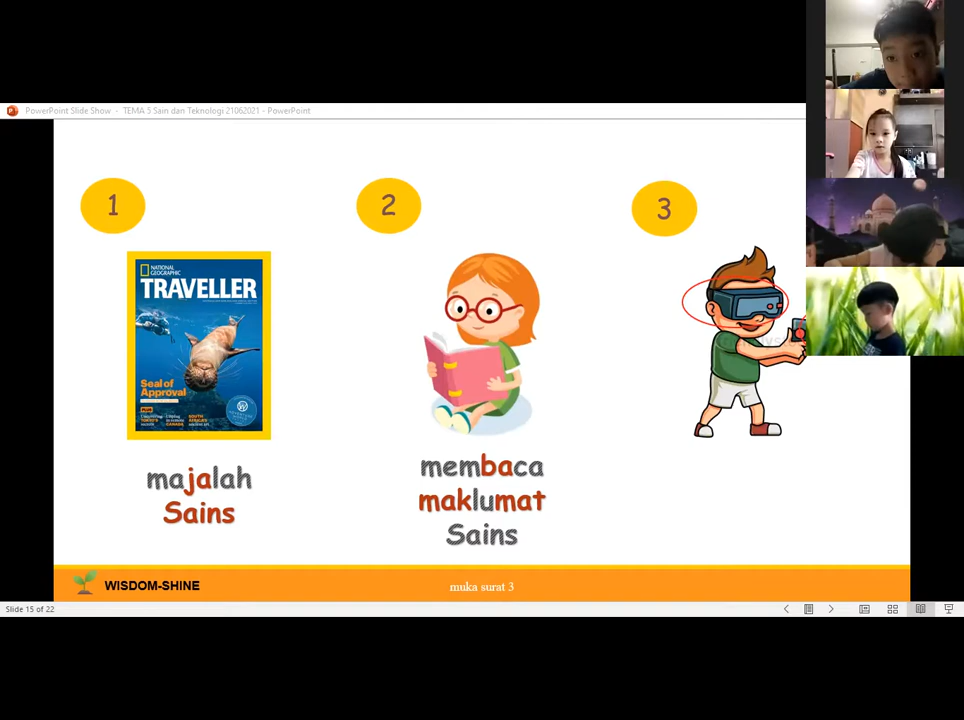 PowerPoint Slide Show - TEMA 5 Sain dan Teknologi 21062021 - PowerPoint
1
2
3
NATIONAL
GEOGRAPHIC
TRAVELLER
Seal of
Approval
PLUS
majalah
Sains
membaca
maklumat
Sains
WISDOM-SHINE
muka surat 3
Slide 15 of 22